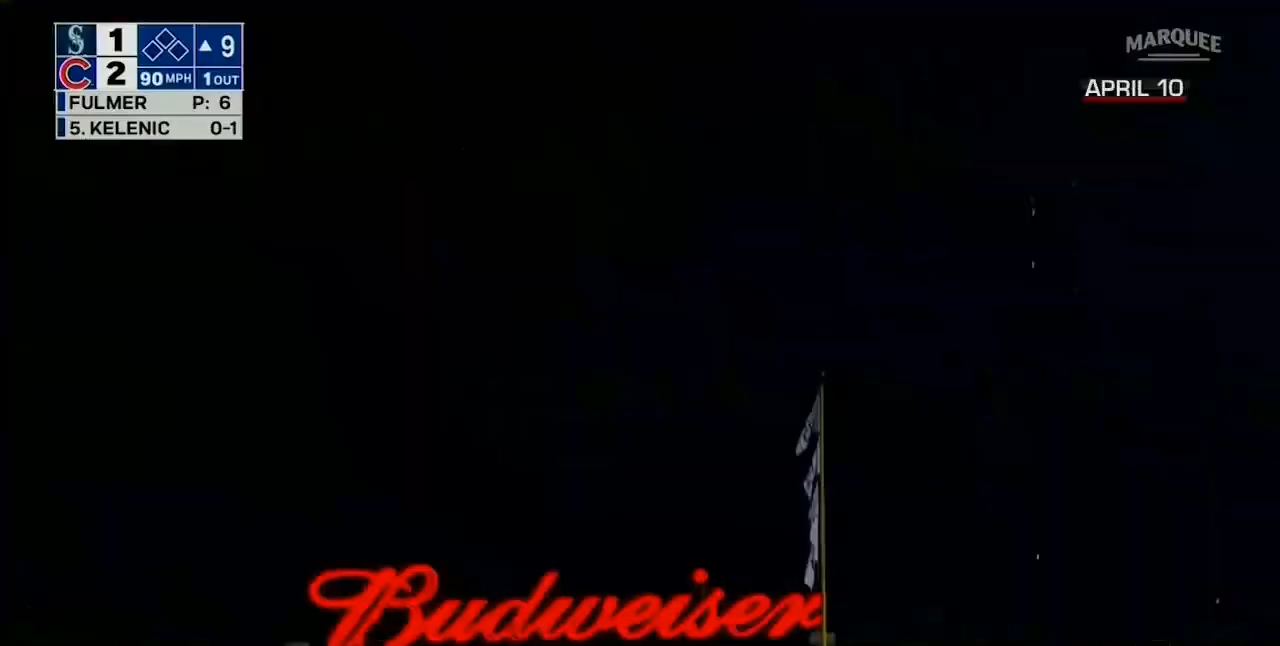 S 1
C 2
▲ 9
90 MPH 1 OUT
FULMER P: 6
5. KELENIC 0-1
MARQUEE
APRIL 10
Budweiser